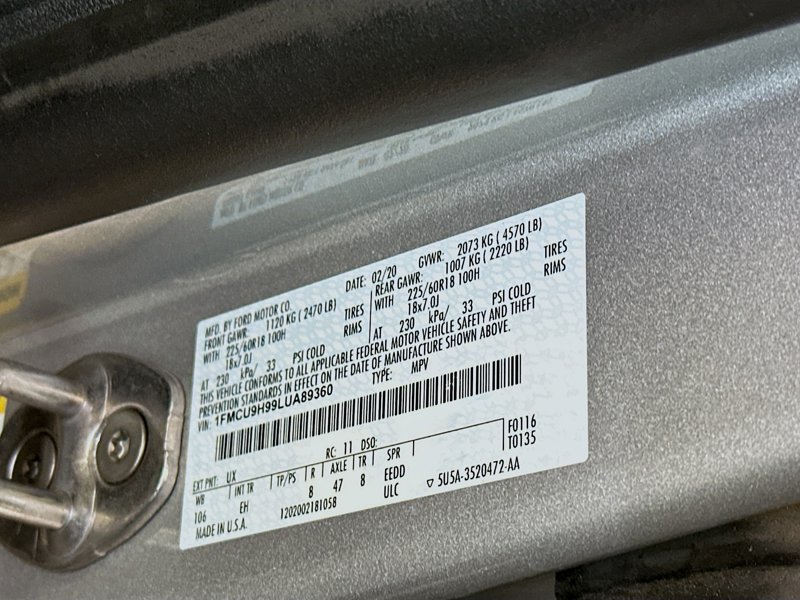 MFD. BY FORD MOTOR CO. DATE: 02/20 GVWR: 2073 KG ( 4570 LB)
FRONT GAWR: 1120 KG ( 2470 LB) REAR GAWR: 1007 KG ( 2220 LB)
WITH 225/60R18 100H TIRES WITH 225/60R18 100H TIRES
18x7.0J RIMS 18x7.0J RIMS
AT 230 kPa/ 33 PSI COLD AT 230 kPa/ 33 PSI COLD
THIS VEHICLE CONFORMS TO ALL APPLICABLE FEDERAL MOTOR VEHICLE SAFETY AND THEFT
PREVENTION STANDARDS IN EFFECT ON THE DATE OF MANUFACTURE SHOWN ABOVE.
VIN: 1FMCU9H99LUA89360 TYPE: MPV
F0116
T0135
EXT PNT: UX RC: 11 DSO:
WB INT TR TP/PS R AXLE TR SPR
106 EH 8 47 8 EEDD
MADE IN U.S.A. 1202002181058 ULC ▽ 5U5A-3520472-AA